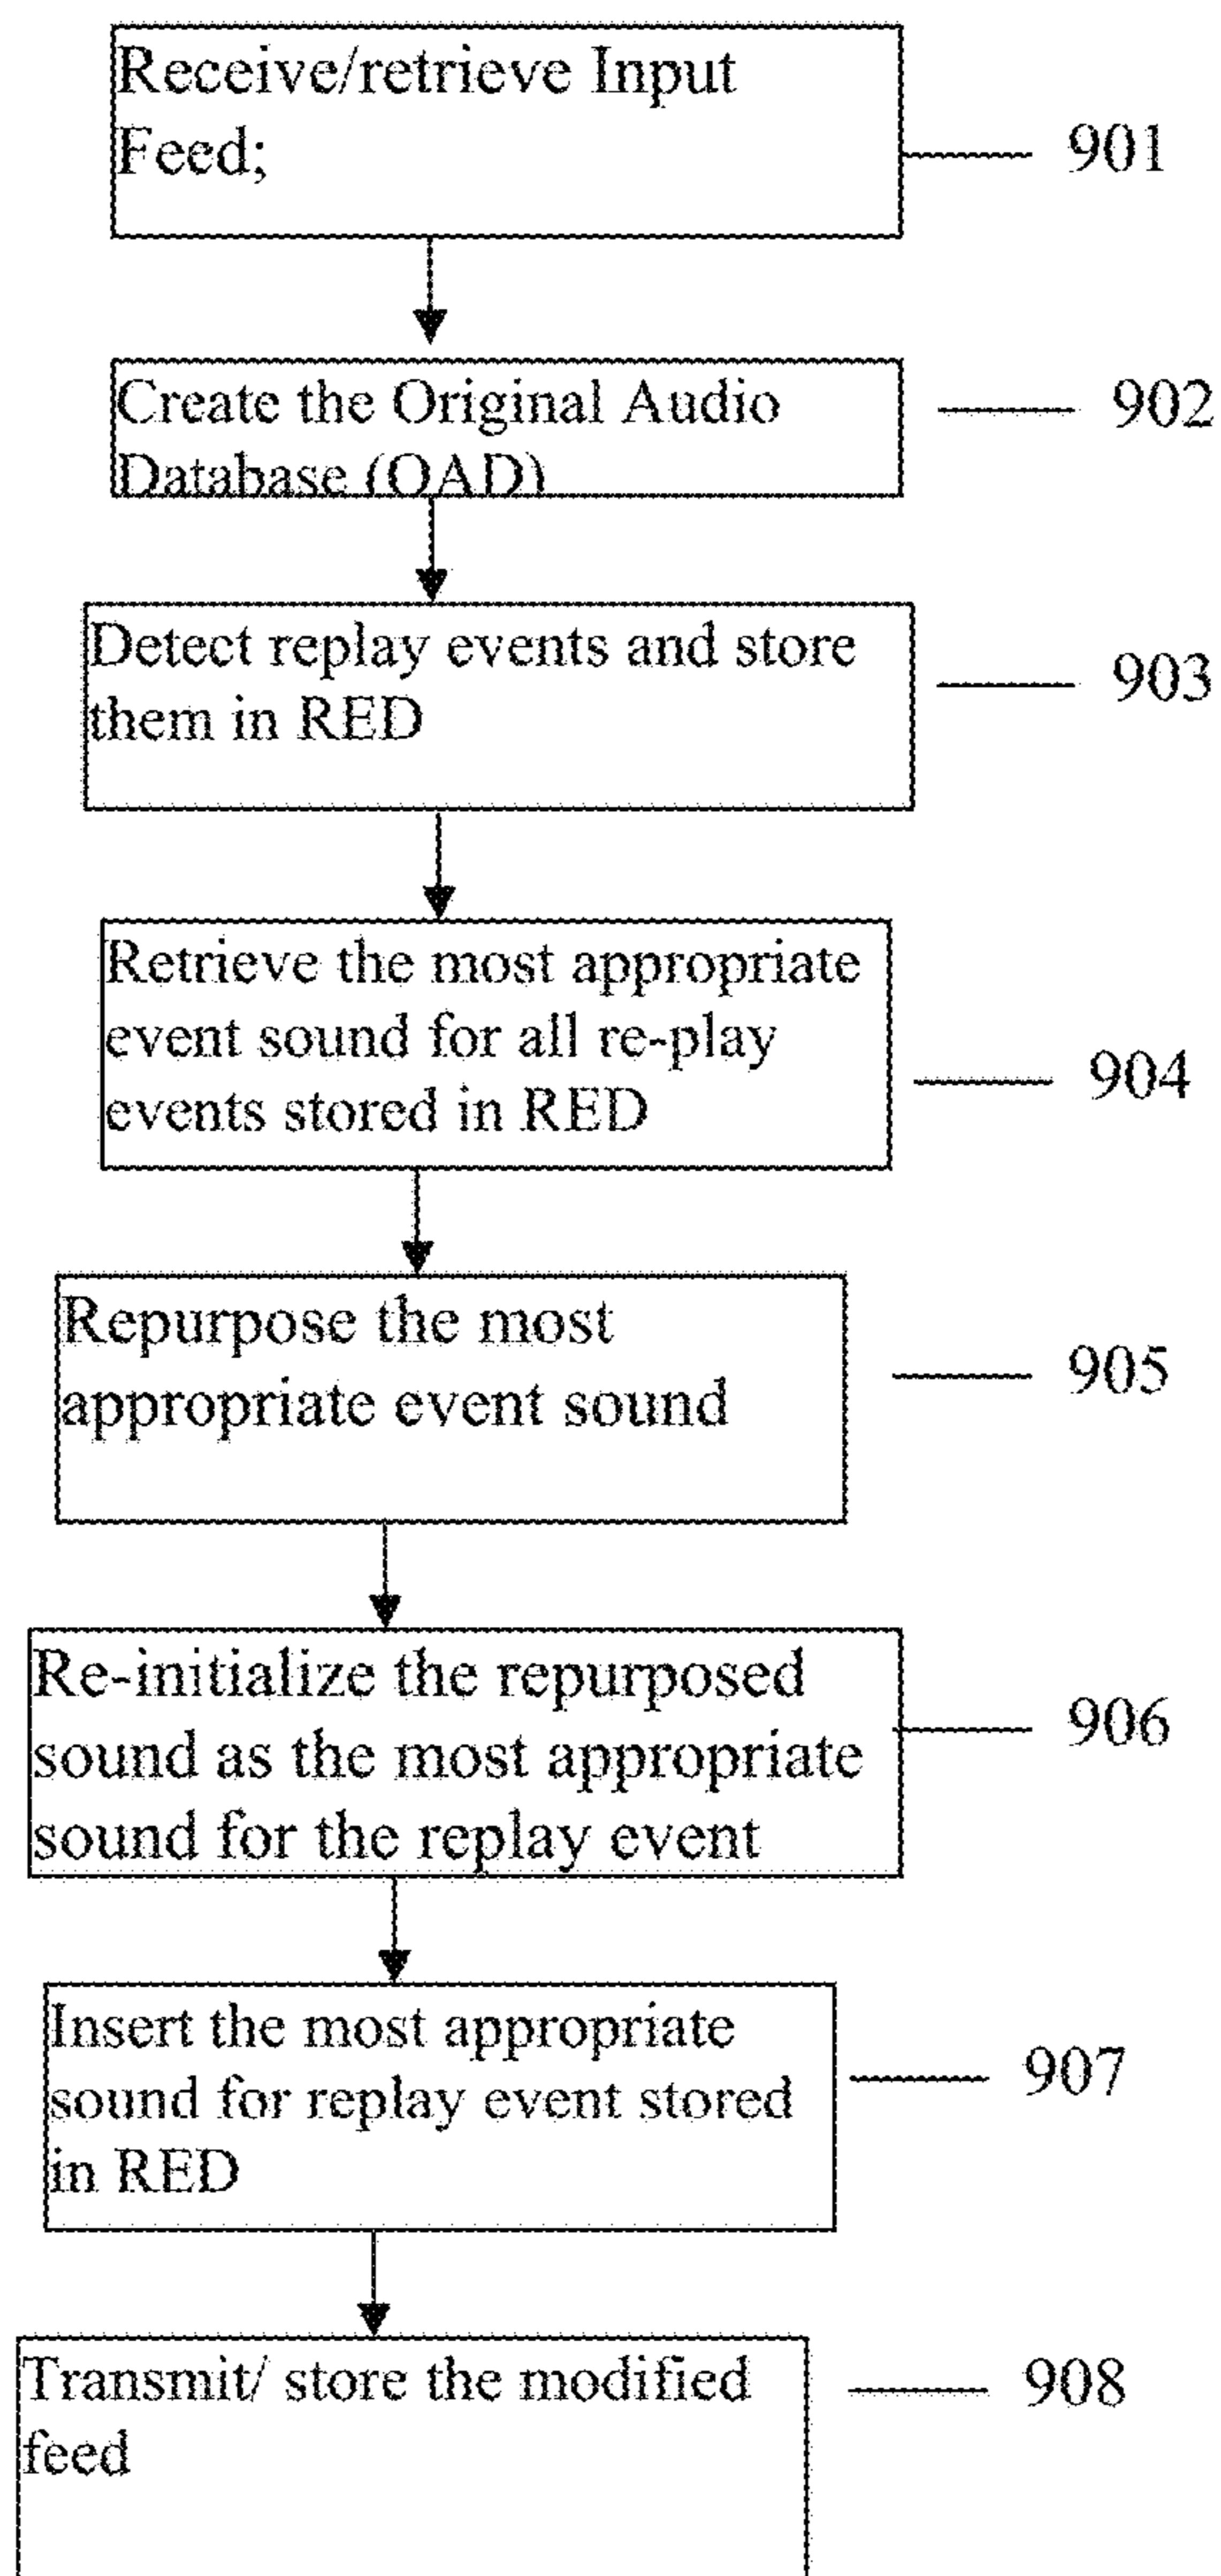 Receive/retrieve Input
Feed;
901
Create the Original Audio
Database (OAD)
902
Detect replay events and store
them in RED
903
Retrieve the most appropriate
event sound for all re-play
events stored in RED
904
Repurpose the most
appropriate event sound
905
Re-initialize the repurposed
sound as the most appropriate
sound for the replay event
906
Insert the most appropriate
sound for replay event stored
in RED
907
Transmit/ store the modified
feed
908